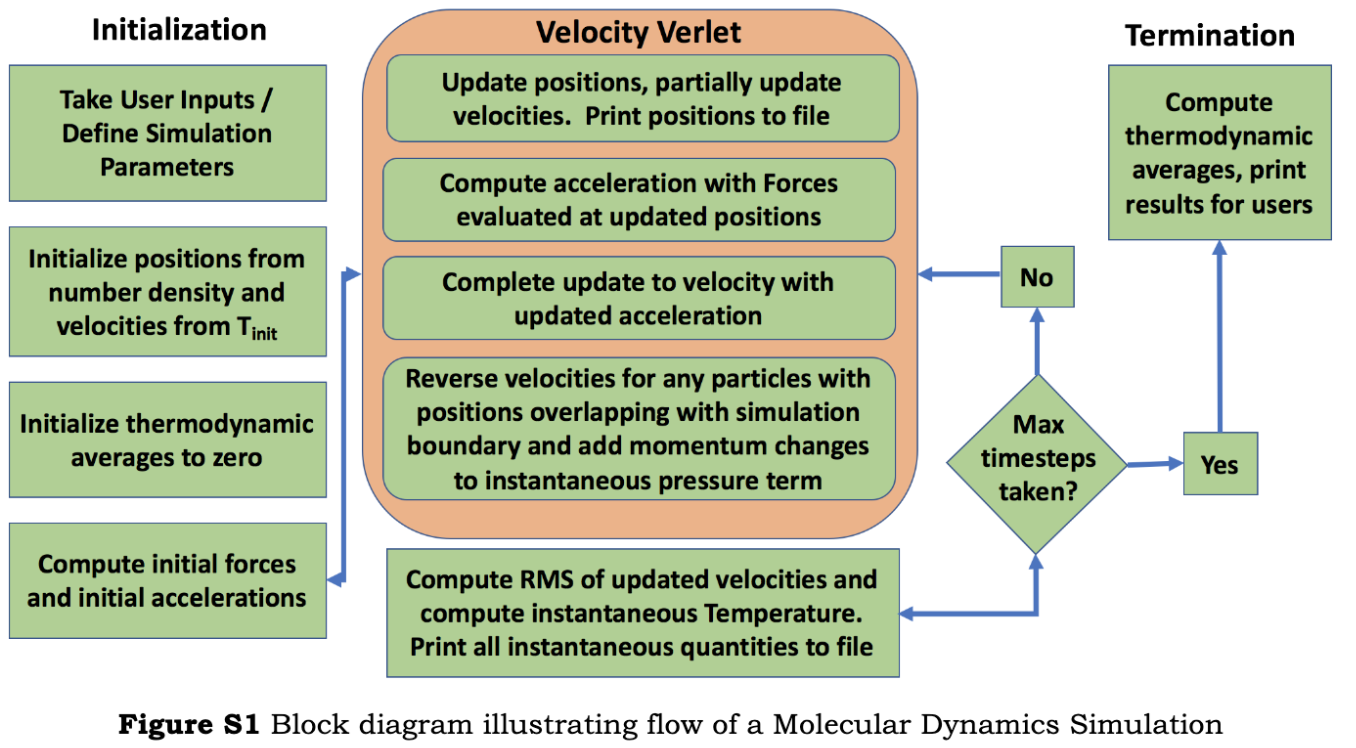 Initialization
Take User Inputs /
Define Simulation
Parameters
Initialize positions from
number density and
velocities from Tinit
Initialize thermodynamic
averages to zero
Compute initial forces
and initial accelerations
Velocity Verlet
Update positions, partially update
velocities.  Print positions to file
Compute acceleration with Forces
evaluated at updated positions
Complete update to velocity with
updated acceleration
Reverse velocities for any particles with
positions overlapping with simulation
boundary and add momentum changes
to instantaneous pressure term
Compute RMS of updated velocities and
compute instantaneous Temperature.
Print all instantaneous quantities to file
Max
timesteps
taken?
No
Yes
Termination
Compute
thermodynamic
averages, print
results for users
Figure S1 Block diagram illustrating flow of a Molecular Dynamics Simulation